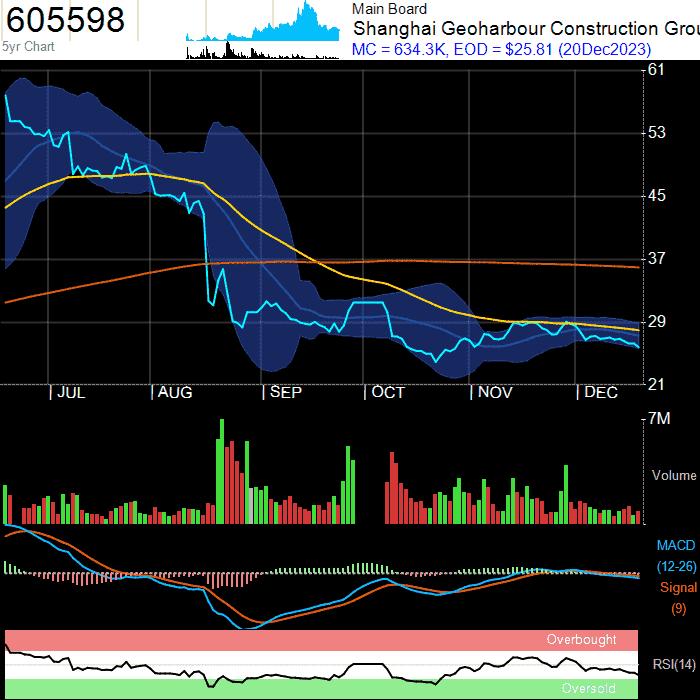 605598
5yr Chart
Main Board
Shanghai Geoharbour Construction Grou
MC = 634.3K, EOD = $25.81 (20Dec2023)
61
53
45
37
29
21
| JUL
| AUG
| SEP
| OCT
| NOV
| DEC
7M
Volume
MACD
(12-26)
Signal
(9)
Overbought
RSI(14)
Oversold